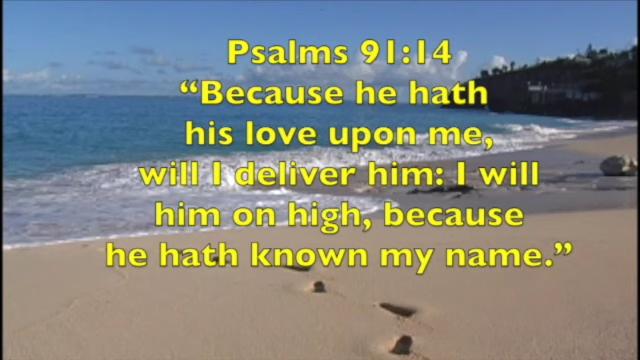 Psalms 91:14
“Because he hath
his love upon me,
will I deliver him: I will
him on high, because
he hath known my name.”